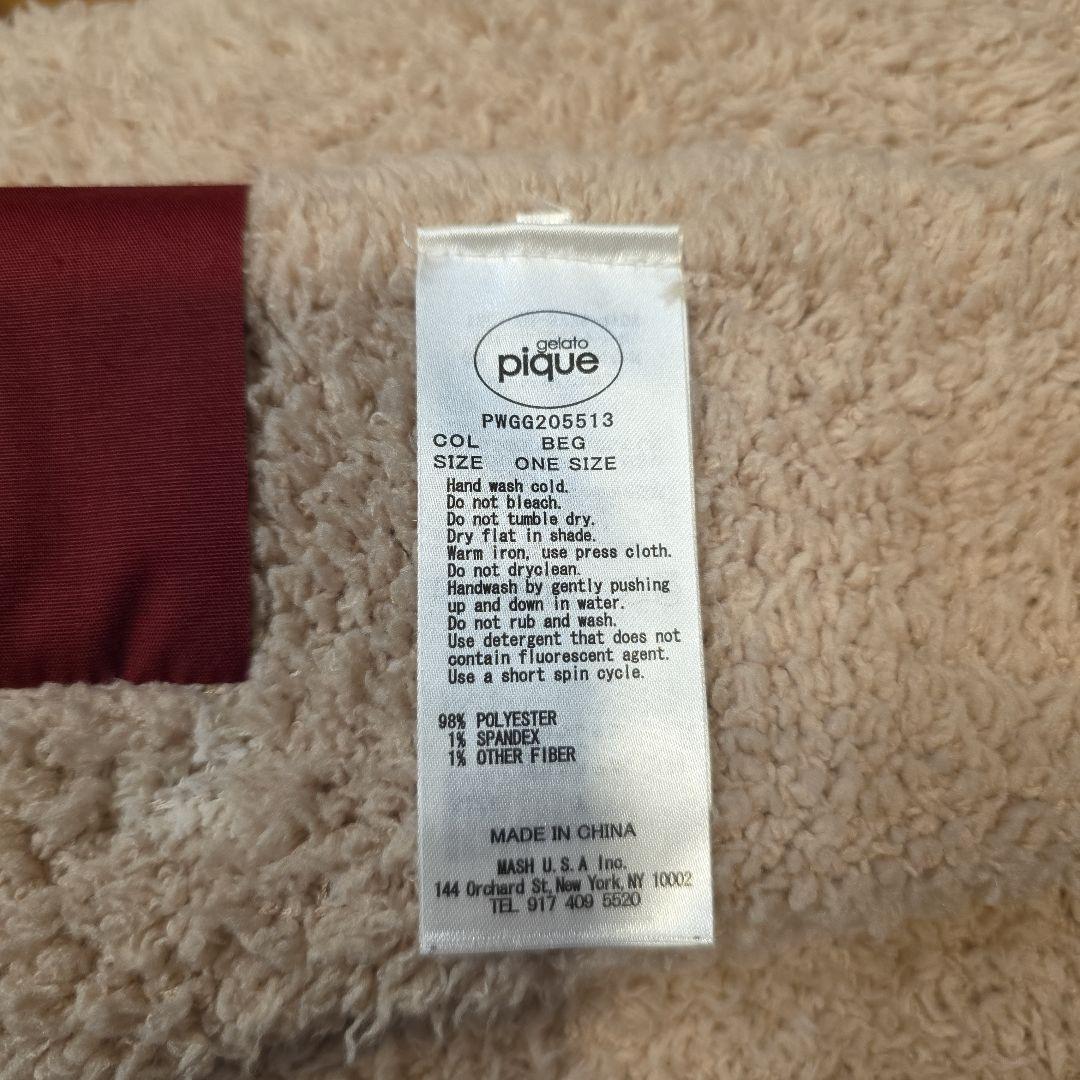 gelato
pique
PWGG205513
COL BEG
SIZE ONE SIZE
Hand wash cold.
Do not bleach.
Do not tumble dry.
Dry flat in shade.
Warm iron, use press cloth.
Do not dryclean.
Handwash by gently pushing
up and down in water.
Do not rub and wash.
Use detergent that does not
contain fluorescent agent.
Use a short spin cycle.
98% POLYESTER
1% SPANDEX
1% OTHER FIBER
MADE IN CHINA
MASH U.S.A Inc.
144 Orchard St, New York, NY 10002
TEL 917 409 5520